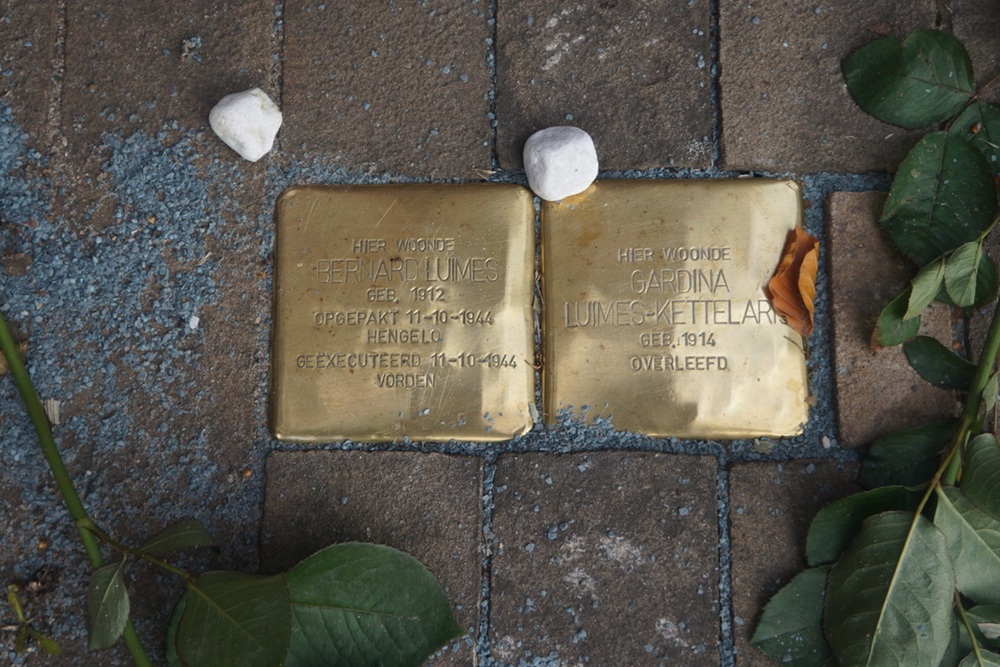 HIER WOONDE
BERNARD LUIMES
GEB. 1912
OPGEPAKT 11-10-1944
HENGELO
GEËXECUTEERD 11-10-1944
VORDEN
HIER WOONDE
GARDINA
LUIMES-KETTELARIJ
GEB. 1914
OVERLEEFD